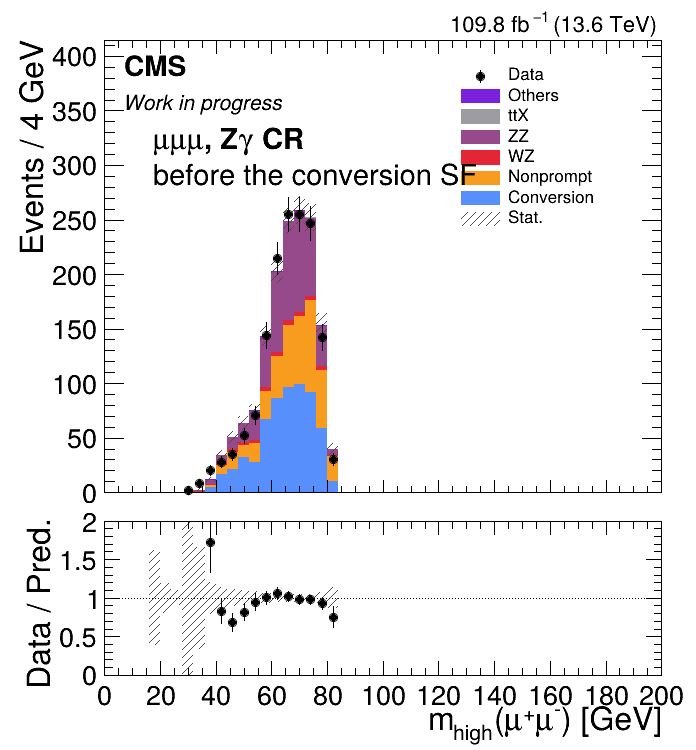 109.8 fb⁻¹ (13.6 TeV)
Events / 4 GeV
400
350
300
250
200
150
100
50
0
CMS
Work in progress
μμμ, Zγ CR
before the conversion SF
Data
Others
ttX
ZZ
WZ
Nonprompt
Conversion
Stat.
Data / Pred.
2
1.5
1
0.5
0
0 20 40 60 80 100 120 140 160 180 200
m_high(μ⁺μ⁻) [GeV]